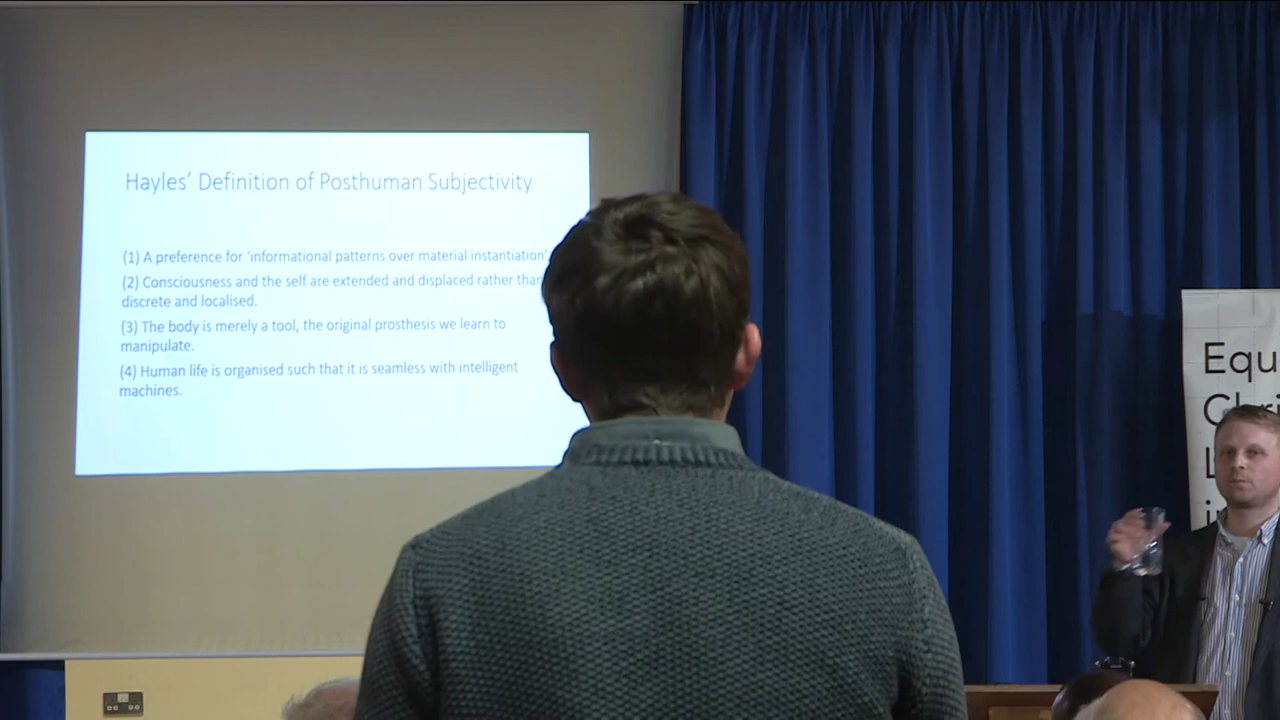 Hayles’ Definition of Posthuman Subjectivity
(1) A preference for ‘informational patterns over material instantiation’.
(2) Consciousness and the self are extended and displaced rather than
discrete and localised.
(3) The body is merely a tool, the original prosthesis we learn to
manipulate.
(4) Human life is organised such that it is seamless with intelligent
machines.
Equ
Chri